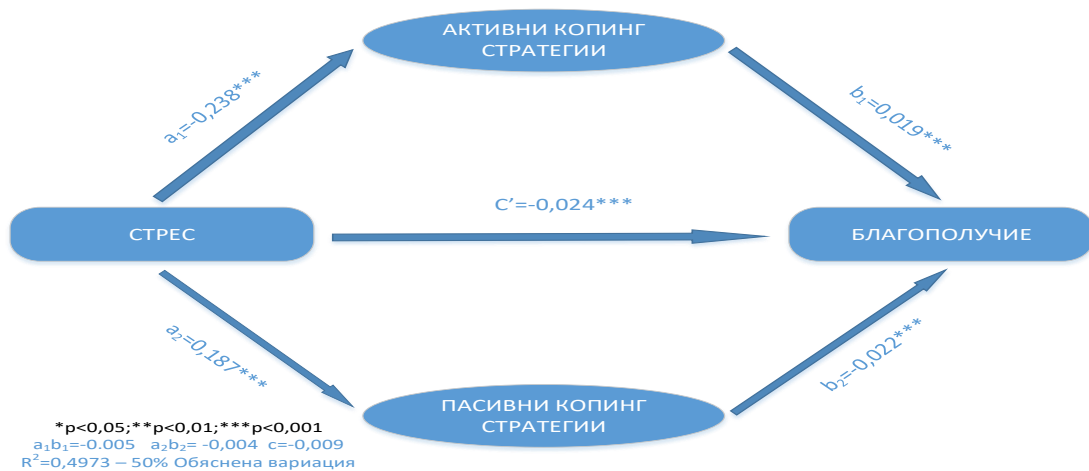 АКТИВНИ КОПИНГ
СТРАТЕГИИ
a₁=-0,238***
b₁=0,019***
C’=-0,024***
СТРЕС
БЛАГОПОЛУЧИЕ
a₂=0,187***
b₂=-0,022***
ПАСИВНИ КОПИНГ
СТРАТЕГИИ
*p<0,05;**p<0,01;***p<0,001
a₁b₁=-0.005 a₂b₂= -0,004 c=-0,009
R²=0,4973 – 50% Обяснена вариация